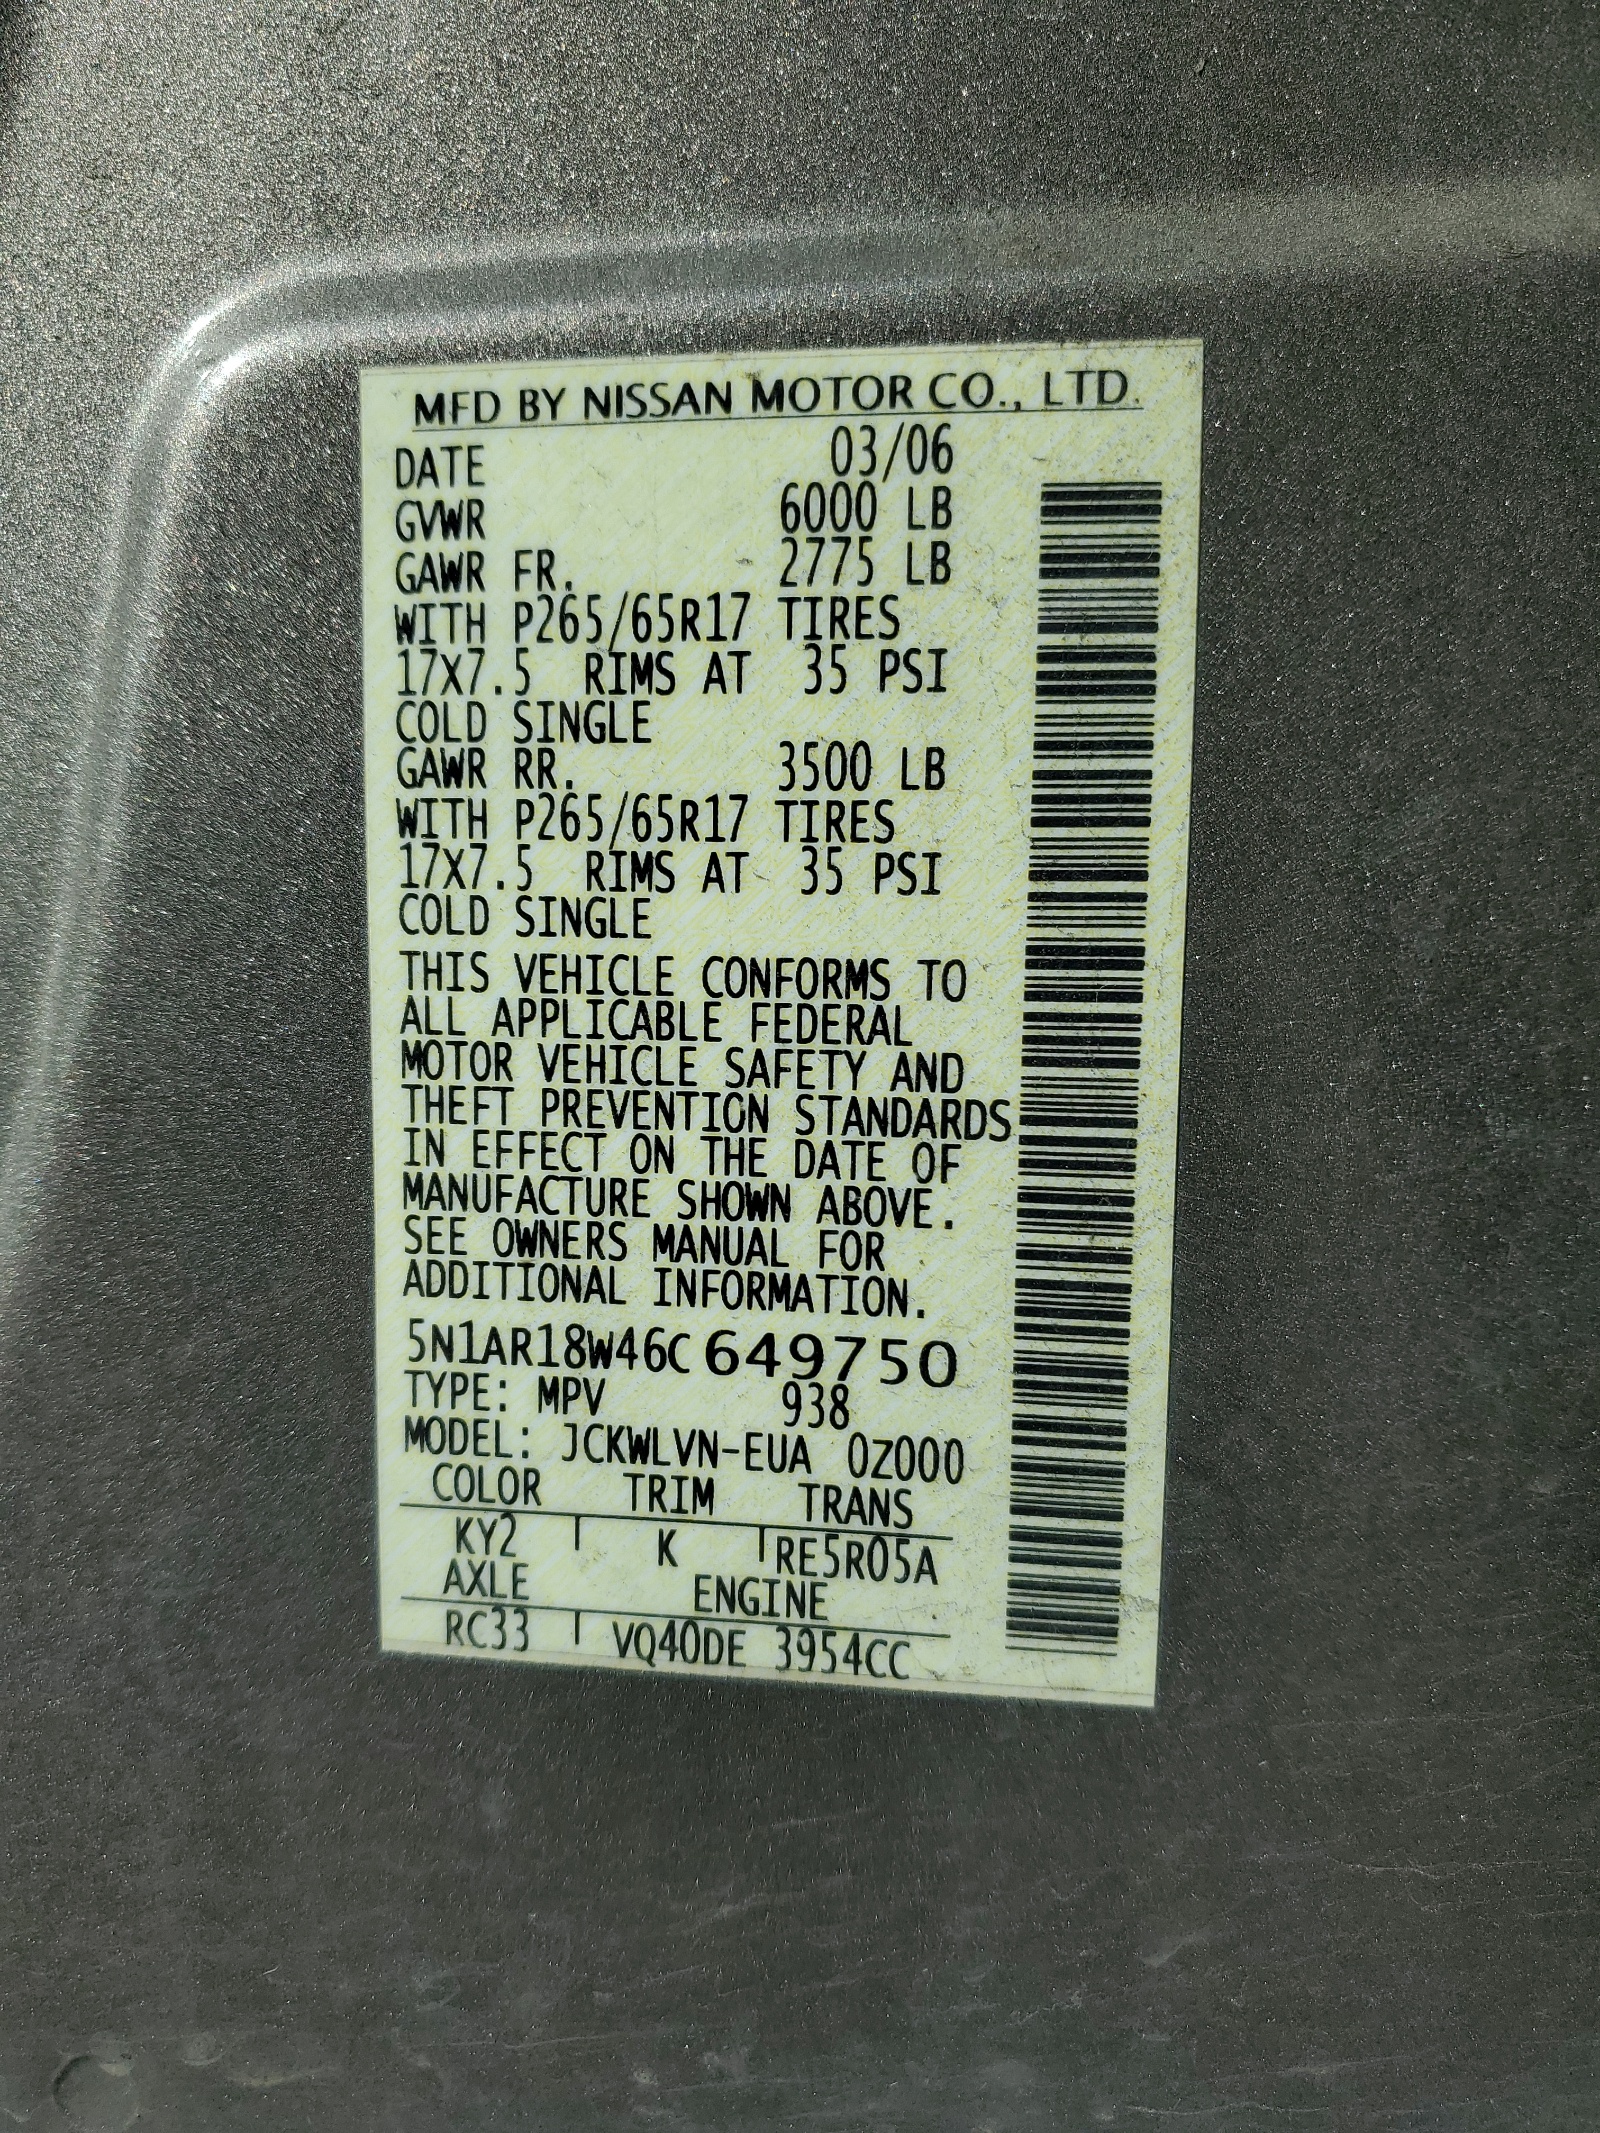 MFD BY NISSAN MOTOR CO., LTD.
DATE 03/06
GVWR 6000 LB
GAWR FR. 2775 LB
WITH P265/65R17 TIRES
17X7.5 RIMS AT 35 PSI
COLD SINGLE
GAWR RR. 3500 LB
WITH P265/65R17 TIRES
17X7.5 RIMS AT 35 PSI
COLD SINGLE
THIS VEHICLE CONFORMS TO
ALL APPLICABLE FEDERAL
MOTOR VEHICLE SAFETY AND
THEFT PREVENTION STANDARDS
IN EFFECT ON THE DATE OF
MANUFACTURE SHOWN ABOVE.
SEE OWNERS MANUAL FOR
ADDITIONAL INFORMATION.
5N1AR18W46C649750
TYPE: MPV 938
MODEL: JCKWLVN-EUA 0Z000
COLOR TRIM TRANS
KY2 K RE5R05A
AXLE ENGINE
RC33 VQ40DE 3954CC